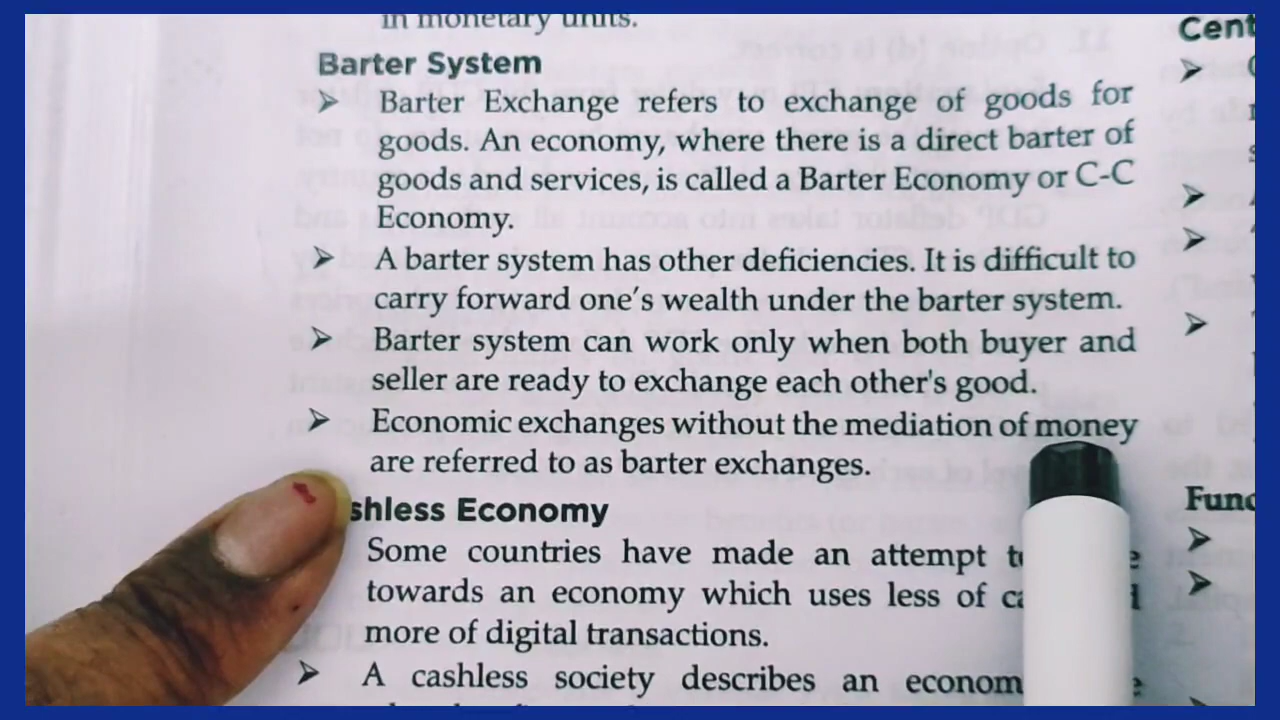 in monetary units.
Barter System
➤ Barter Exchange refers to exchange of goods for
goods. An economy, where there is a direct barter of
goods and services, is called a Barter Economy or C-C
Economy.
➤ A barter system has other deficiencies. It is difficult to
carry forward one's wealth under the barter system.
➤ Barter system can work only when both buyer and
seller are ready to exchange each other's good.
➤ Economic exchanges without the mediation of money
are referred to as barter exchanges.
shless Economy
Some countries have made an attempt
towards an economy which uses less of
more of digital transactions.
➤ A cashless society describes an econom
Cent
Func